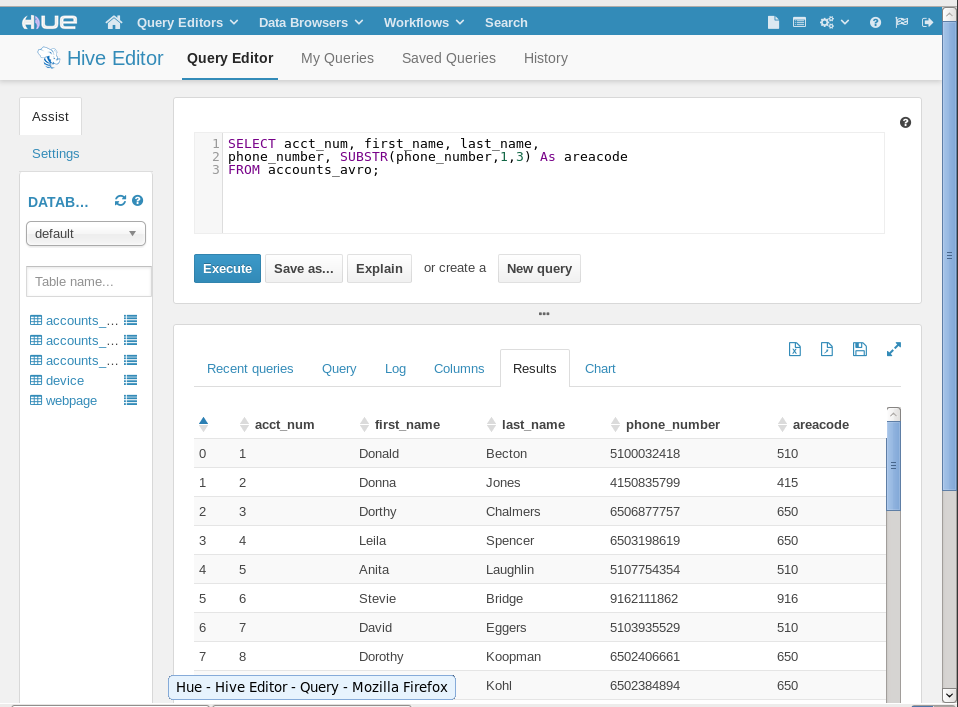 HUE Query Editors Data Browsers Workflows Search
Hive Editor Query Editor My Queries Saved Queries History
Assist
Settings
DATAB...
default
Table name...
accounts_...
accounts_...
accounts_...
device
webpage
1 SELECT acct_num, first_name, last_name,
2 phone_number, SUBSTR(phone_number,1,3) As areacode
3 FROM accounts_avro;
Execute Save as... Explain or create a New query
Recent queries Query Log Columns Results Chart
acct_num first_name last_name phone_number areacode
0 1 Donald Becton 5100032418 510
1 2 Donna Jones 4150835799 415
2 3 Dorthy Chalmers 6506877757 650
3 4 Leila Spencer 6503198619 650
4 5 Anita Laughlin 5107754354 510
5 6 Stevie Bridge 9162111862 916
6 7 David Eggers 5103935529 510
7 8 Dorothy Koopman 6502406661 650
Kohl 6502384894 650
Hue - Hive Editor - Query - Mozilla Firefox